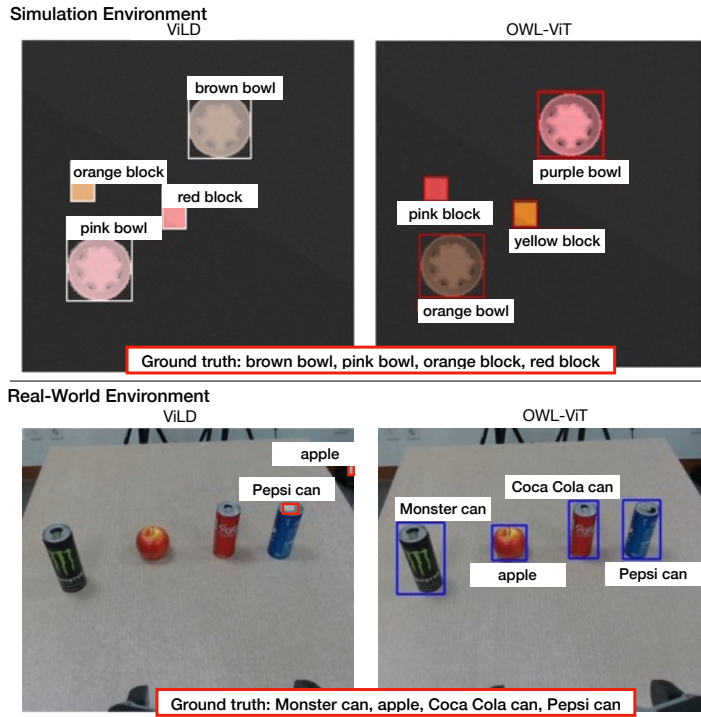 Simulation Environment
ViLD
OWL-ViT
brown bowl
orange block
red block
pink bowl
purple bowl
pink block
yellow block
orange bowl
Ground truth: brown bowl, pink bowl, orange block, red block
Real-World Environment
ViLD
OWL-ViT
apple
Pepsi can
Coca Cola can
Monster can
apple
Pepsi can
Ground truth: Monster can, apple, Coca Cola can, Pepsi can